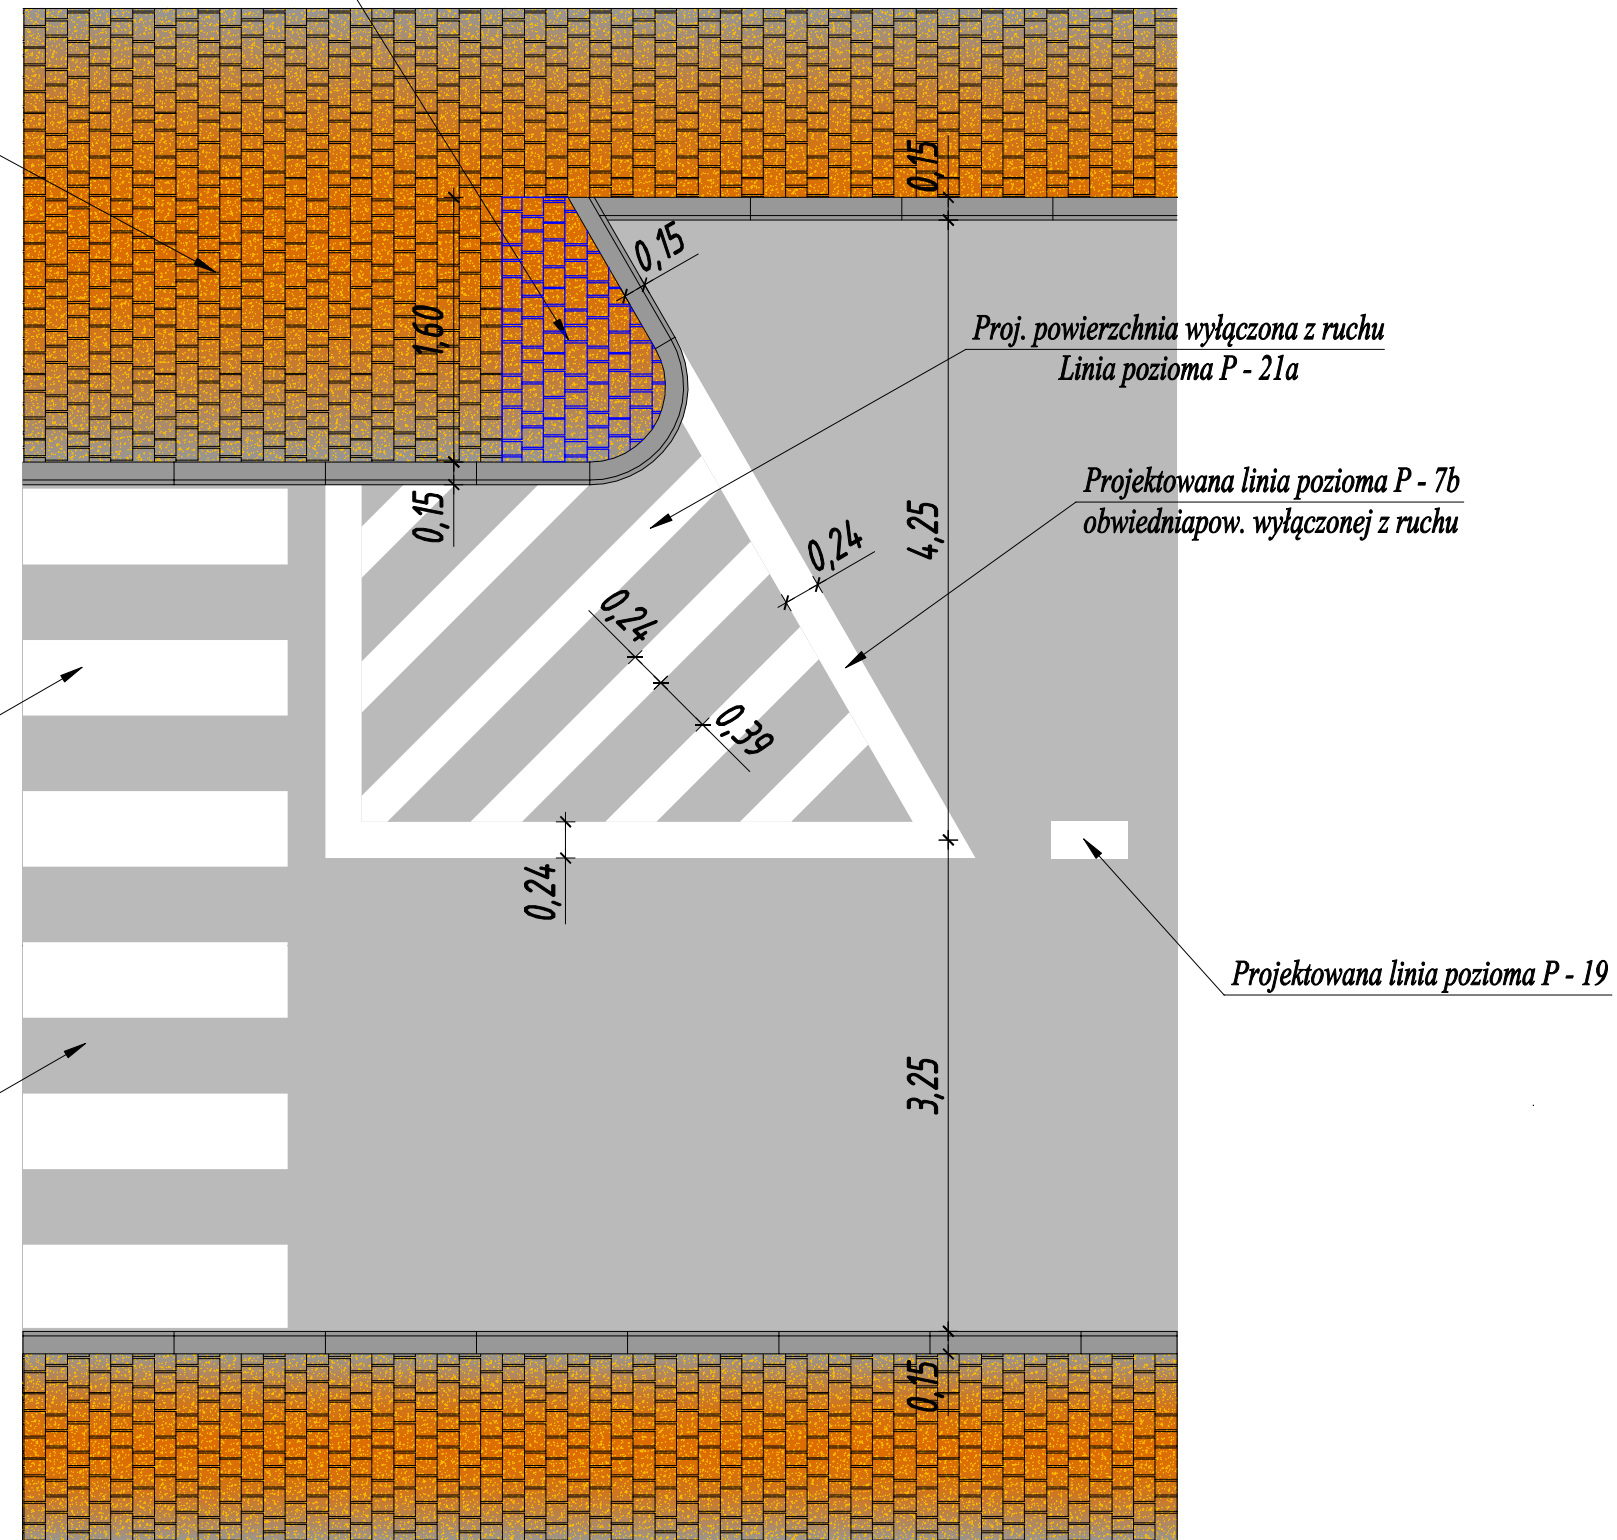 0,15
0,15
1,60
Proj. powierzchnia wyłączona z ruchu
Linia pozioma P - 21a
Projektowana linia pozioma P - 7b
obwiedniapow. wyłączonej z ruchu
0,15
4,25
0,24
0,24
0,39
0,24
Projektowana linia pozioma P - 19
3,25
0,15